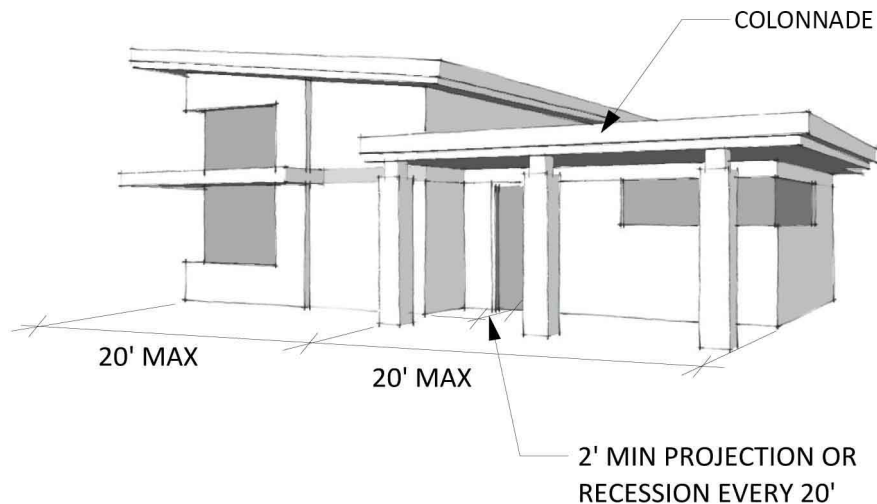 COLONNADE
20' MAX
20' MAX
2' MIN PROJECTION OR
RECESSION EVERY 20'